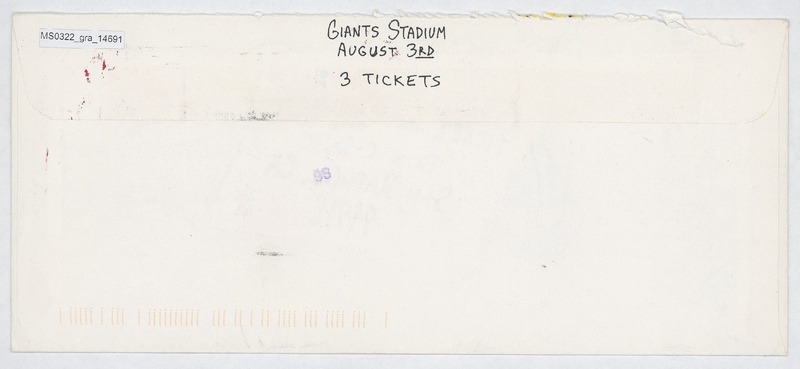 MS0322_gra_14691
GIANTS STADIUM
AUGUST 3RD
3 TICKETS